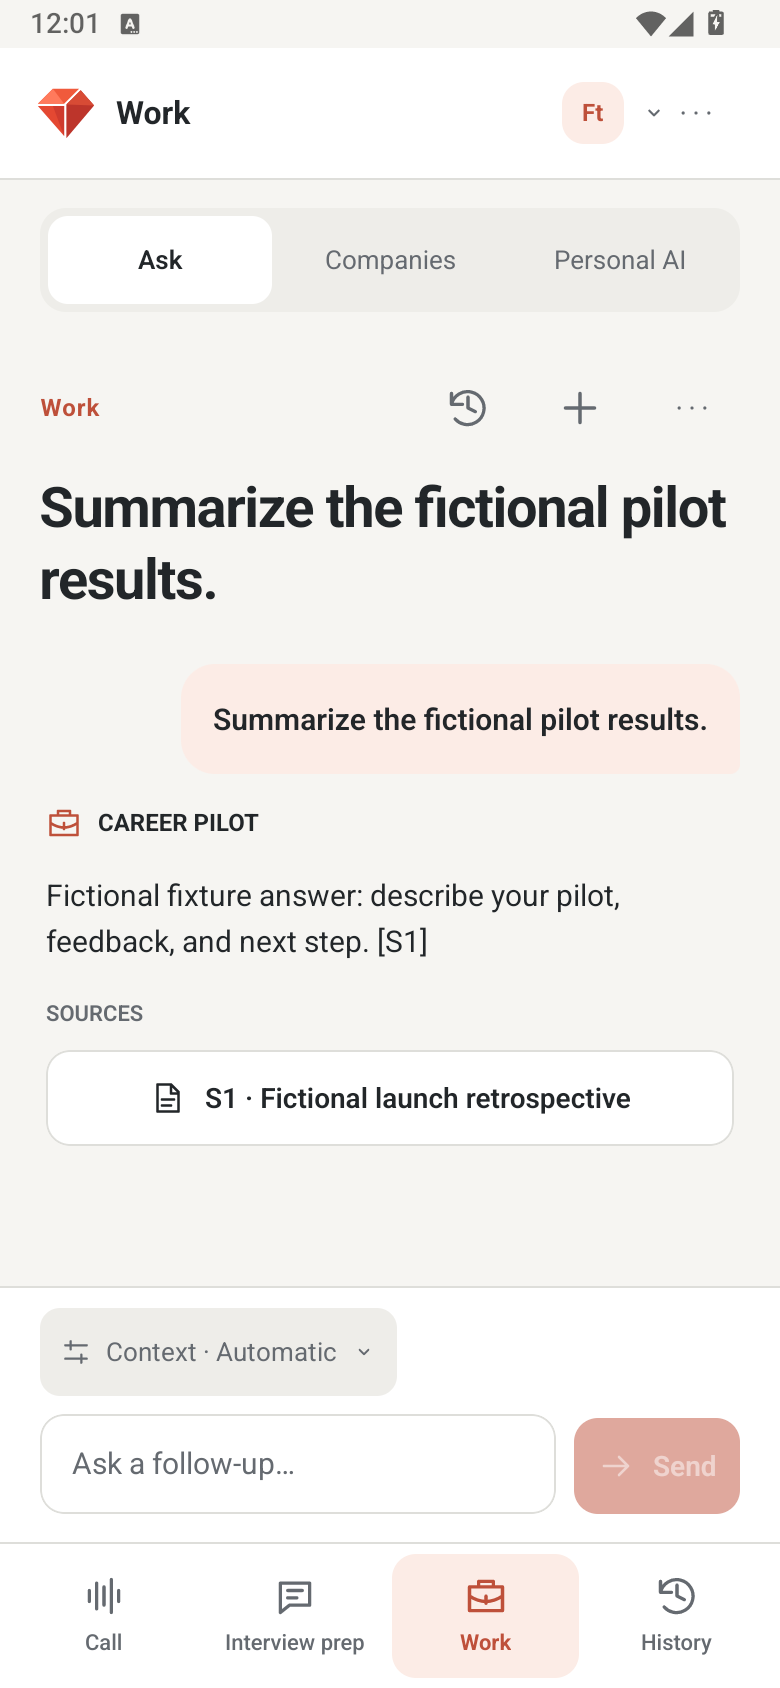 12:01
A
Work
Ft
Ask
Companies
Personal AI
Work
Summarize the fictional pilot
results.
Summarize the fictional pilot results.
CAREER PILOT
Fictional fixture answer: describe your pilot,
feedback, and next step. [S1]
SOURCES
S1 · Fictional launch retrospective
Context · Automatic
Ask a follow-up…
Send
Call
Interview prep
Work
History